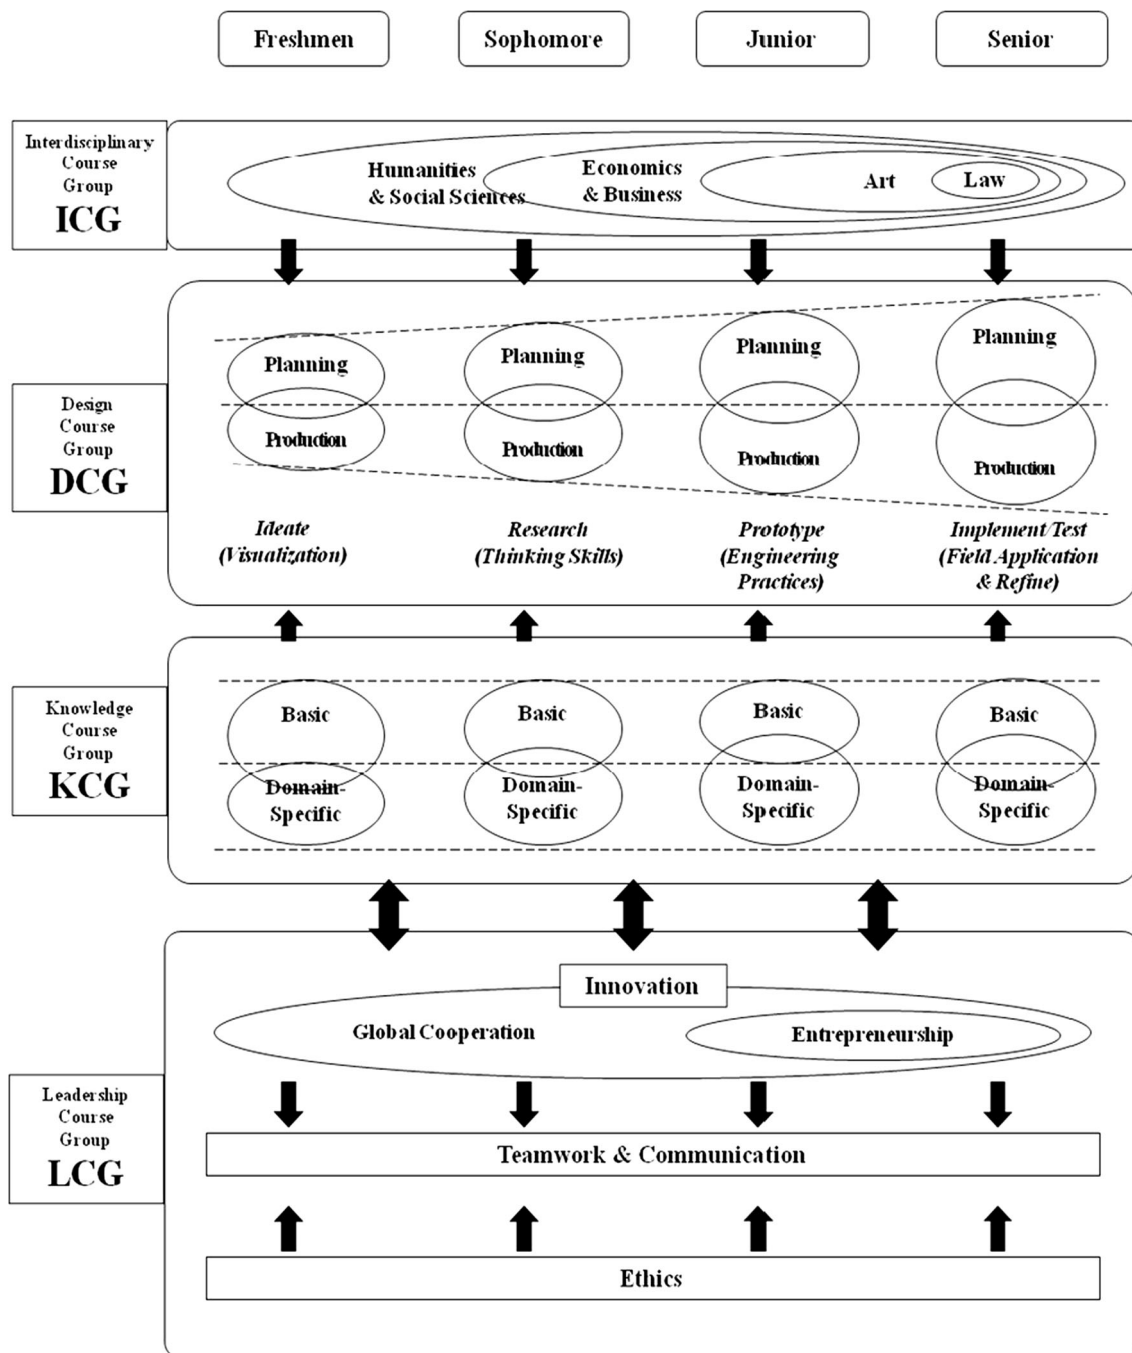 Freshmen
Sophomore
Junior
Senior
Interdisciplinary
Course
Group
ICG
Humanities
& Social Sciences
Economics
& Business
Art
Law
Design
Course
Group
DCG
Planning
Planning
Planning
Planning
Production
Production
Production
Production
Ideate
(Visualization)
Research
(Thinking Skills)
Prototype
(Engineering
Practices)
Implement/Test
(Field Application
& Refine)
Knowledge
Course
Group
KCG
Basic
Basic
Basic
Basic
Domain-
Specific
Domain-
Specific
Domain-
Specific
Domain-
Specific
Leadership
Course
Group
LCG
Innovation
Global Cooperation
Entrepreneurship
Teamwork & Communication
Ethics